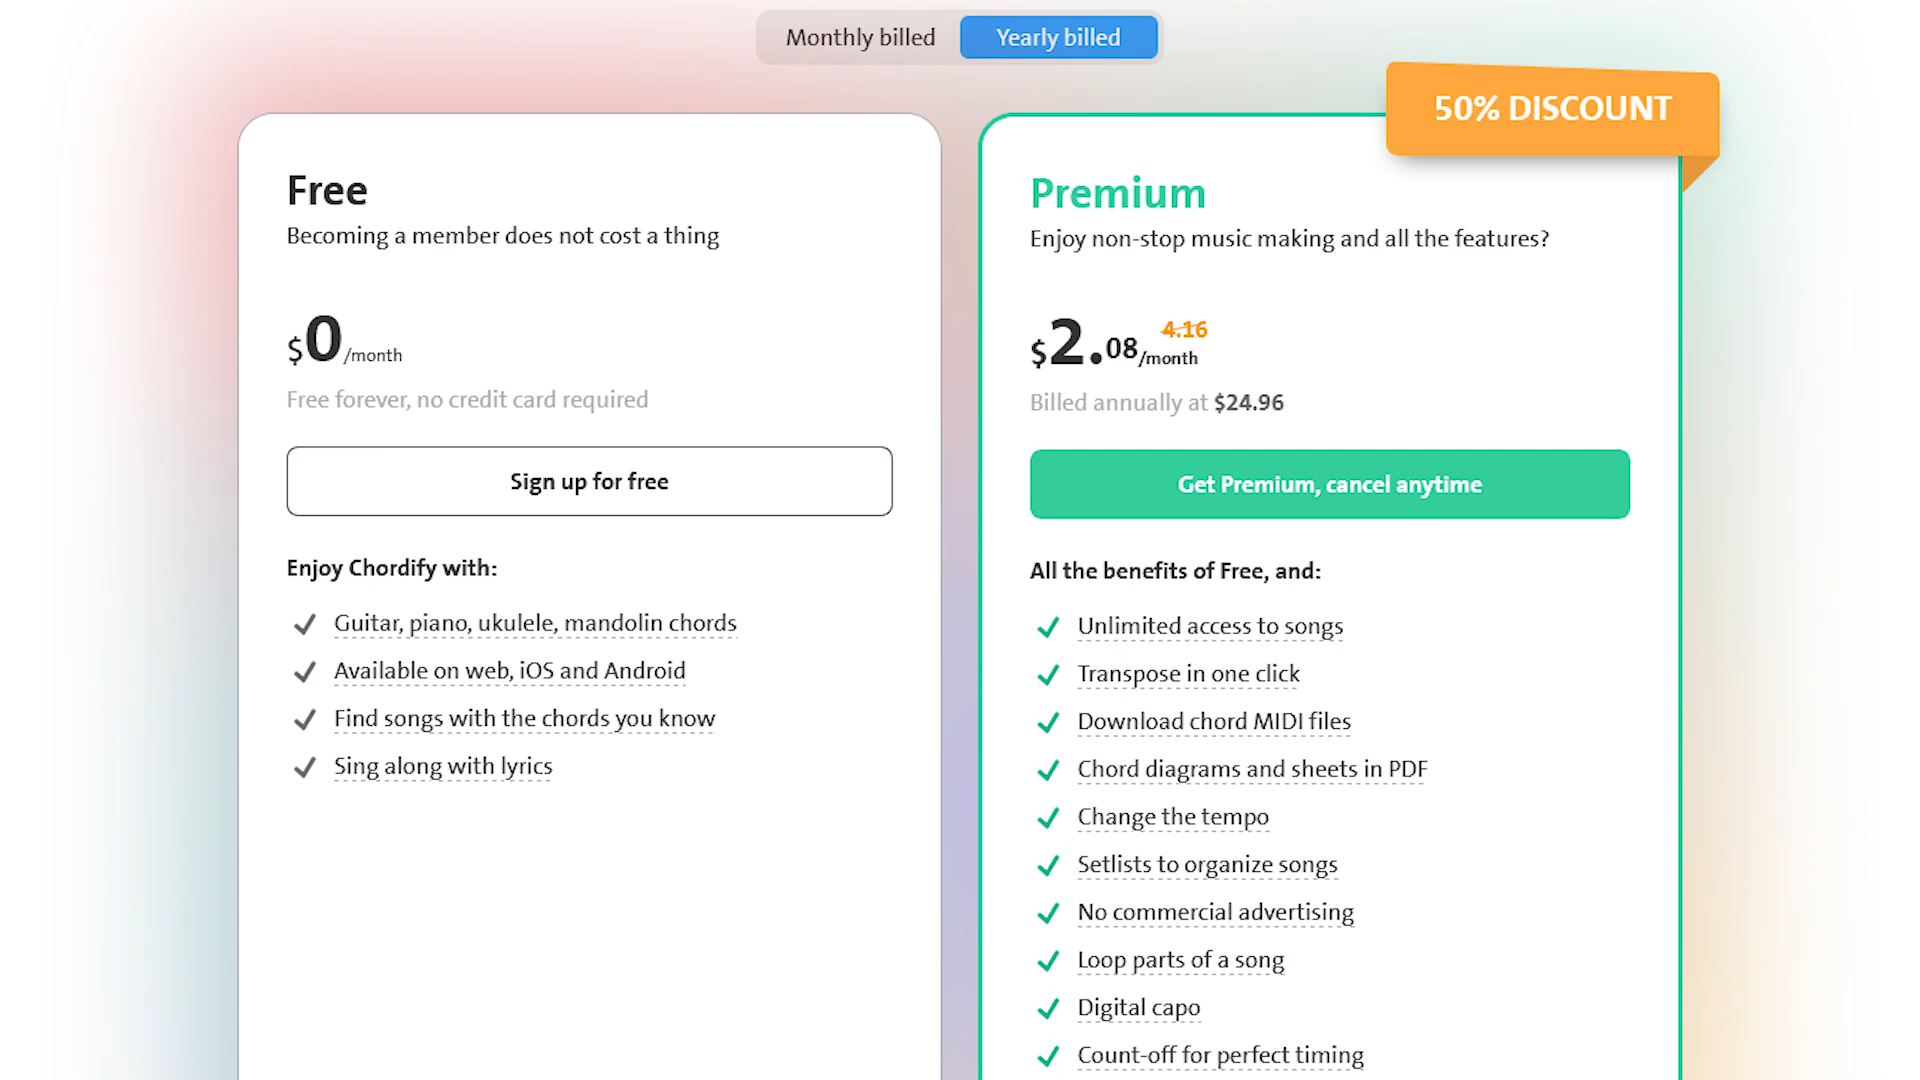 Monthly billed
Yearly billed
50% DISCOUNT
Free
Becoming a member does not cost a thing
$0/month
Free forever, no credit card required
Sign up for free
Enjoy Chordify with:
Guitar, piano, ukulele, mandolin chords
Available on web, iOS and Android
Find songs with the chords you know
Sing along with lyrics
Premium
Enjoy non-stop music making and all the features?
$2.08/month 4.16
Billed annually at $24.96
Get Premium, cancel anytime
All the benefits of Free, and:
Unlimited access to songs
Transpose in one click
Download chord MIDI files
Chord diagrams and sheets in PDF
Change the tempo
Setlists to organize songs
No commercial advertising
Loop parts of a song
Digital capo
Count-off for perfect timing